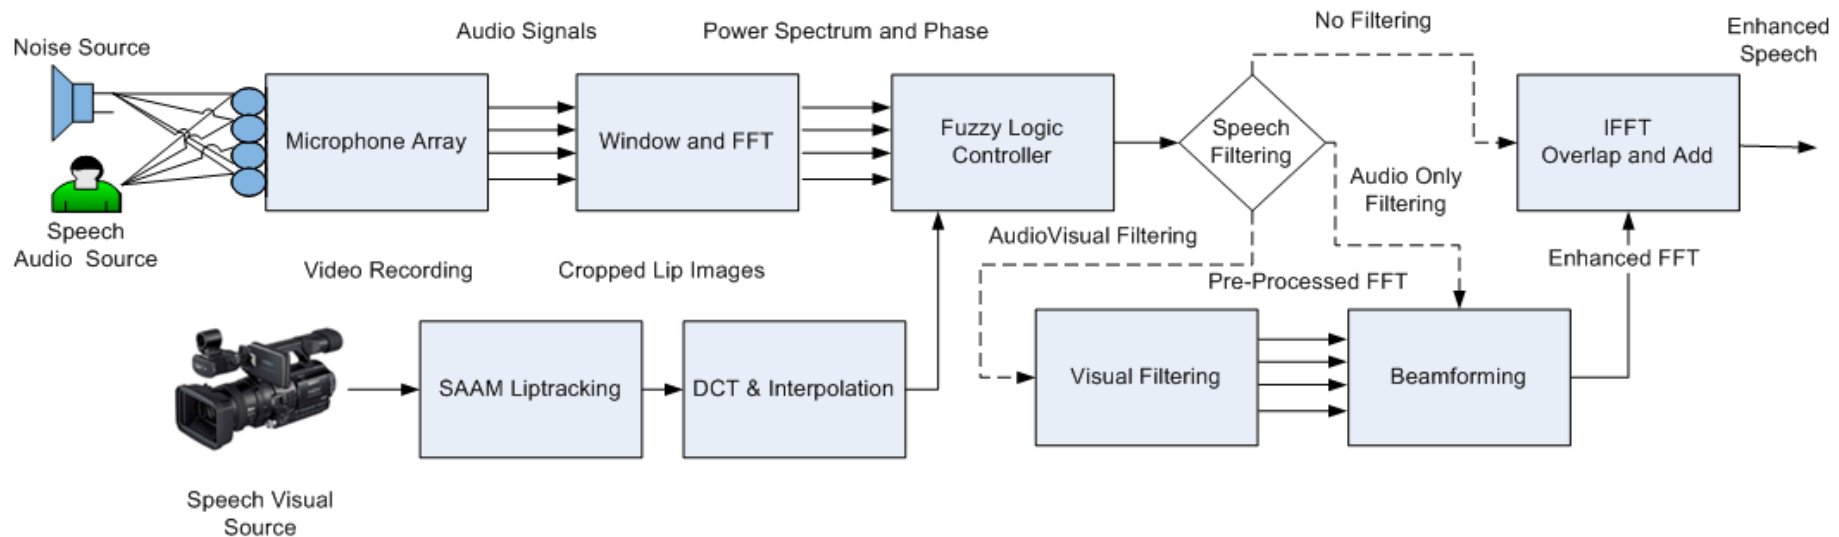 Noise Source
Audio Signals
Power Spectrum and Phase
No Filtering
Enhanced
Speech
Microphone Array
Window and FFT
Fuzzy Logic
Controller
Speech
Filtering
IFFT
Overlap and Add
Audio Only
Filtering
Speech
Audio Source
AudioVisual Filtering
Enhanced FFT
Video Recording
Cropped Lip Images
Pre-Processed FFT
SAAM Liptracking
DCT & Interpolation
Visual Filtering
Beamforming
Speech Visual
Source